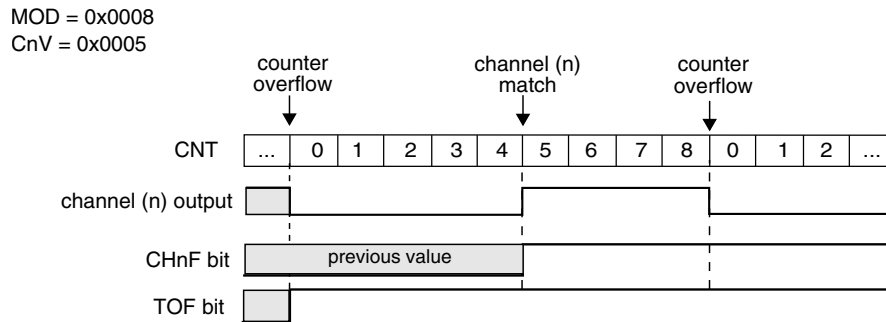 MOD = 0x0008
CnV = 0x0005
counter
overflow
channel (n)
match
counter
overflow
CNT ... 0 1 2 3 4 5 6 7 8 0 1 2 ...
channel (n) output
CHnF bit previous value
TOF bit